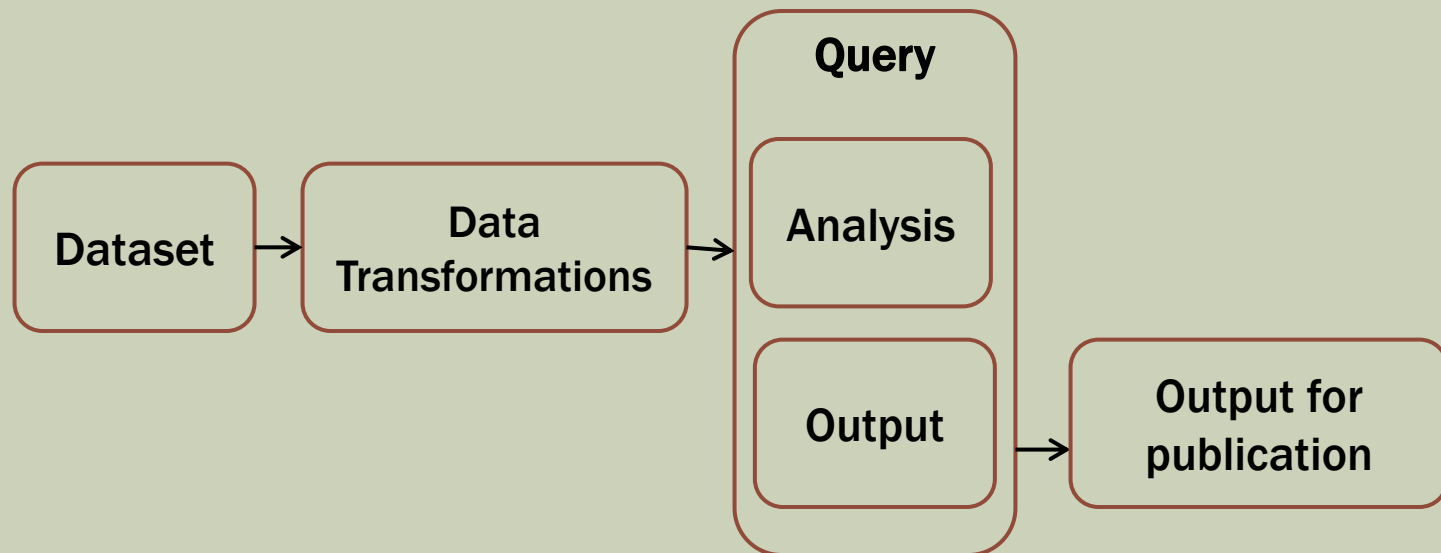 Query
Dataset
Data
Transformations
Analysis
Output
Output for
publication